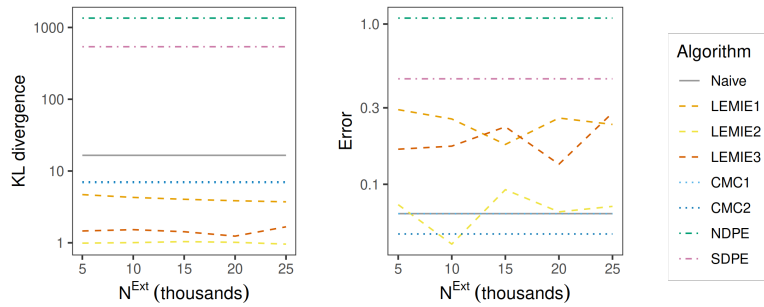 KL divergence
1000
100
10
1
5 10 15 20 25
N^Ext (thousands)
Error
1.0
0.3
0.1
5 10 15 20 25
N^Ext (thousands)
Algorithm
Naive
LEMIE1
LEMIE2
LEMIE3
CMC1
CMC2
NDPE
SDPE